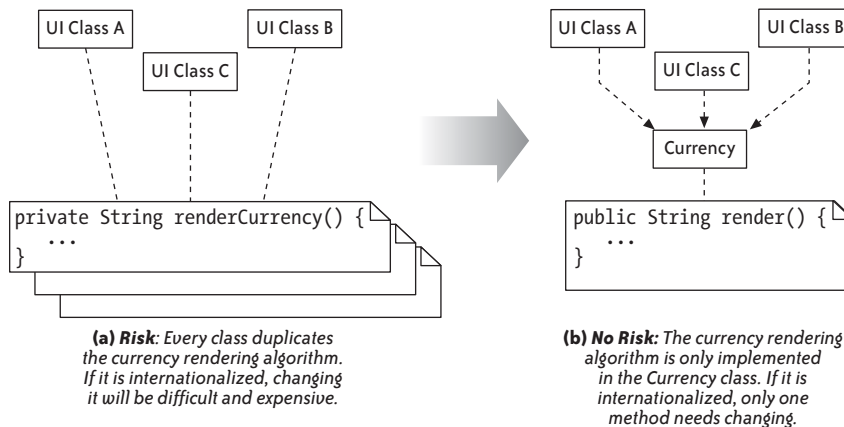 UI Class A
UI Class B
UI Class C
private String renderCurrency() {
...
}
(a) Risk: Every class duplicates
the currency rendering algorithm.
If it is internationalized, changing
it will be difficult and expensive.
UI Class A
UI Class B
UI Class C
Currency
public String render() {
...
}
(b) No Risk: The currency rendering
algorithm is only implemented
in the Currency class. If it is
internationalized, only one
method needs changing.